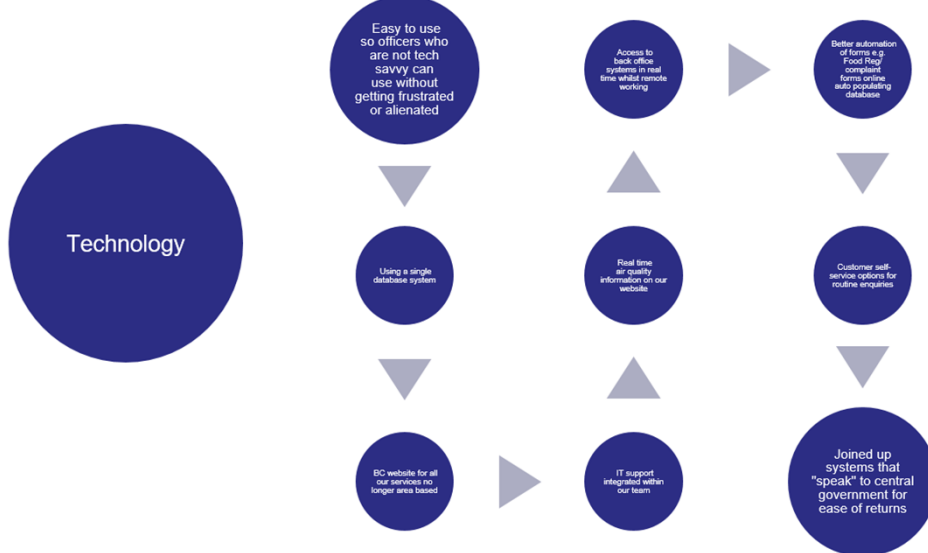 Technology
Easy to use
so officers who
are not tech
savvy can
use without
getting frustrated
or alienated
Using a single
database system
BC website for all
our services no
longer area based
IT support
integrated within
our team
Real time
air quality
information on our
website
Access to
back office
systems in real
time whilst remote
working
Better automation
of forms e.g.
Food Reg/
complaint
forms online
auto populating
database
Customer self-
service options for
routine enquiries
Joined up
systems that
"speak" to central
government for
ease of returns